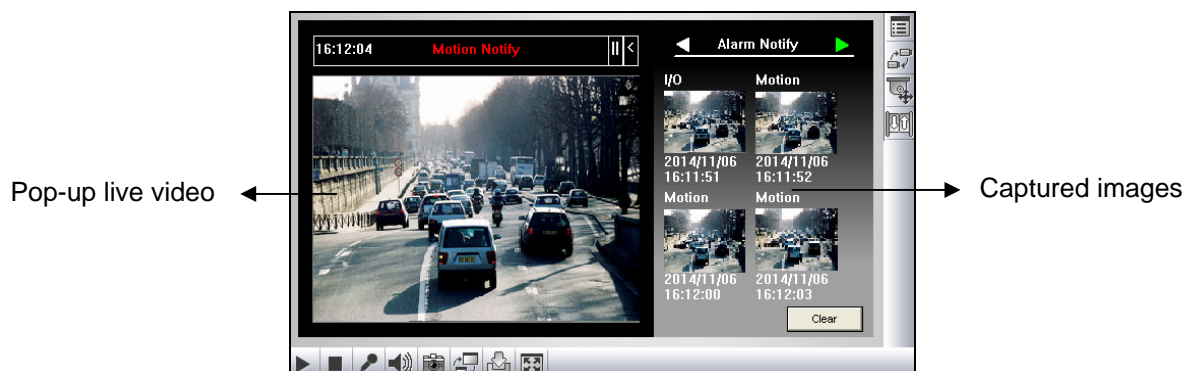 16:12:04 Motion Notify
Alarm Notify
I/O Motion
2014/11/06 2014/11/06
16:11:51 16:11:52
Motion Motion
2014/11/06 2014/11/06
16:12:00 16:12:03
Clear
Pop-up live video
Captured images